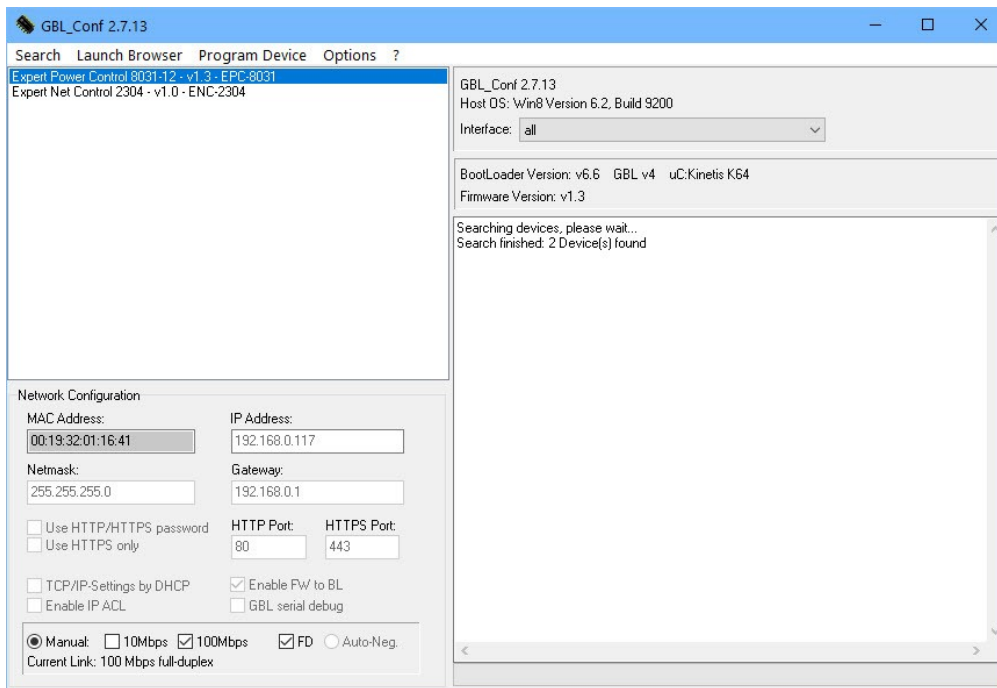 GBL_Conf 2.7.13
Search Launch Browser Program Device Options ?
Expert Power Control 8031-12 - v1.3 - EPC-8031
Expert Net Control 2304 - v1.0 - ENC-2304
GBL_Conf 2.7.13
Host OS: Win8 Version 6.2, Build 9200
Interface: all
BootLoader Version: v6.6 GBL v4 uC:Kinetis K64
Firmware Version: v1.3
Searching devices, please wait...
Search finished: 2 Device(s) found
Network Configuration
MAC Address: IP Address:
00:19:32:01:16:41 192.168.0.117
Netmask: Gateway:
255.255.255.0 192.168.0.1
Use HTTP/HTTPS password HTTP Port: HTTPS Port:
Use HTTPS only 80 443
TCP/IP-Settings by DHCP Enable FW to BL
Enable IP ACL GBL serial debug
Manual: 10Mbps 100Mbps FD Auto-Neg.
Current Link: 100 Mbps full-duplex